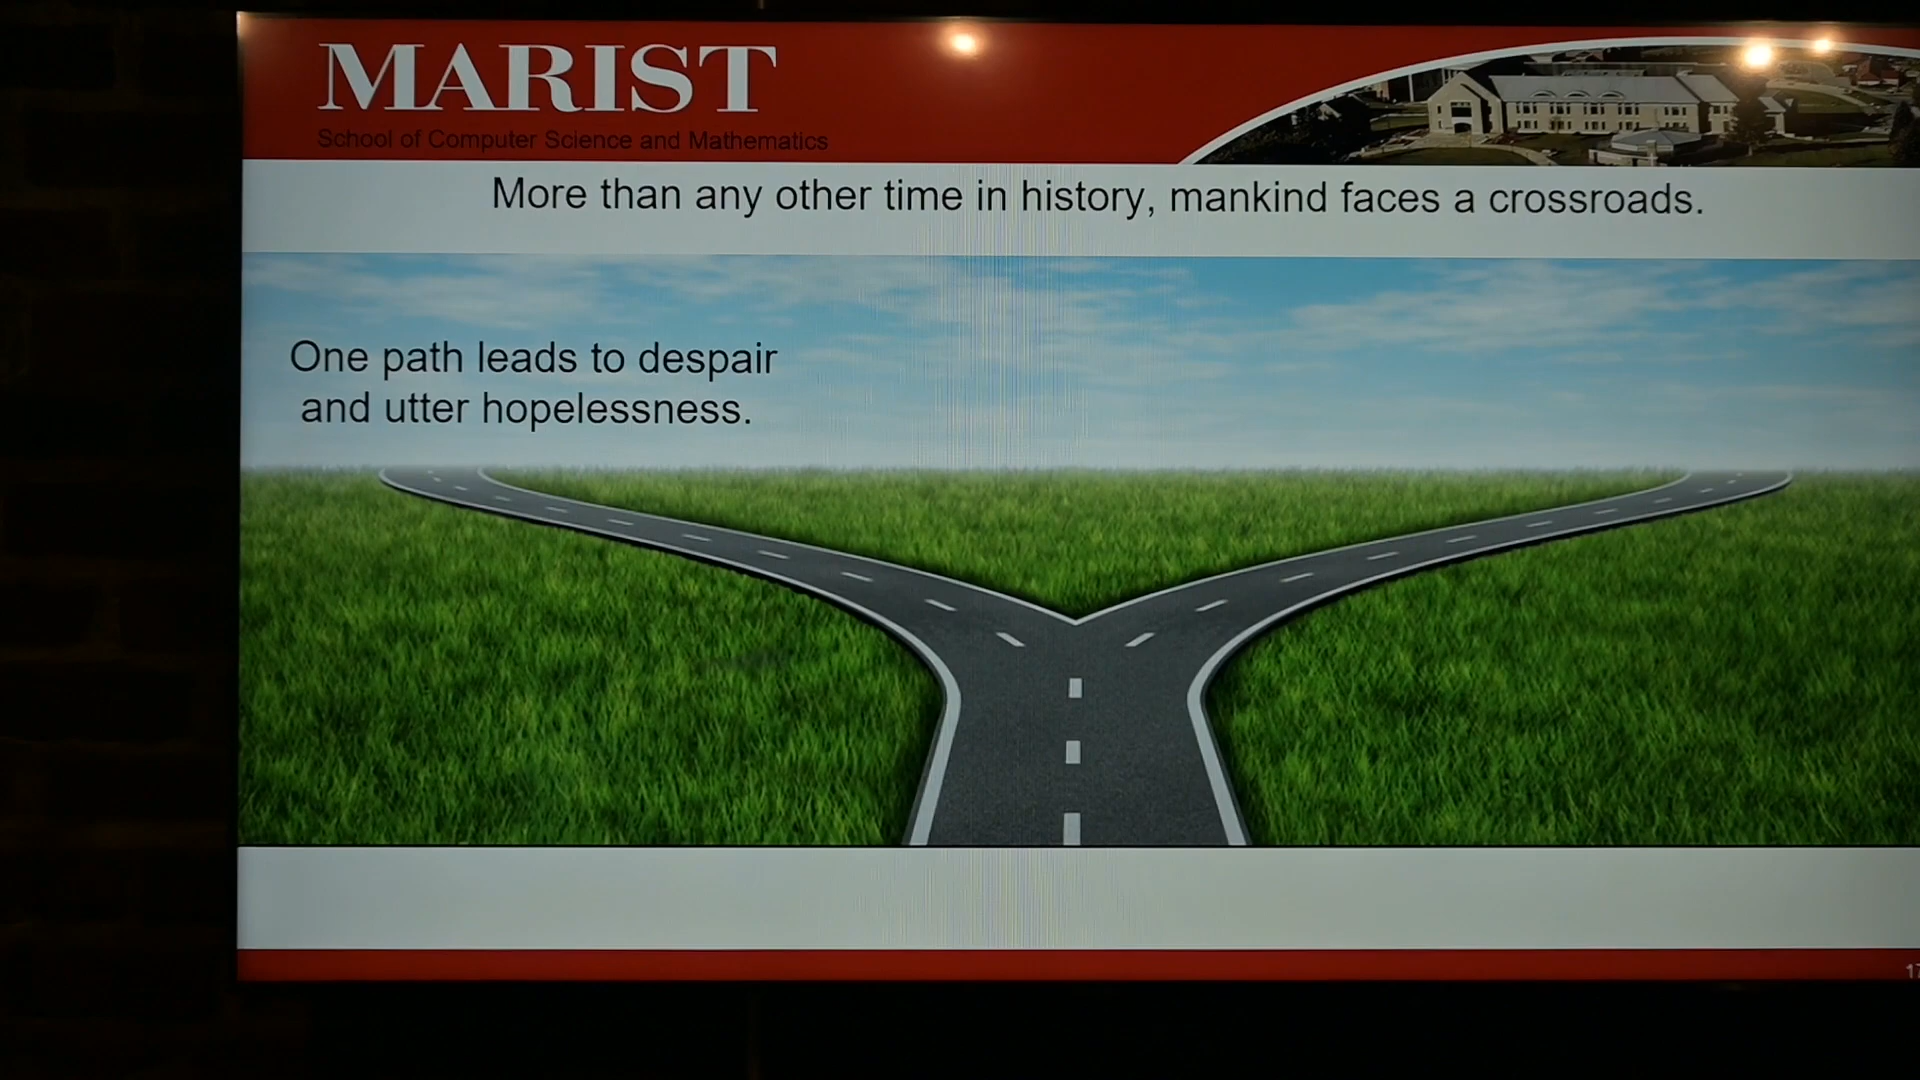 MARIST
School of Computer Science and Mathematics
More than any other time in history, mankind faces a crossroads.
One path leads to despair
and utter hopelessness.
17